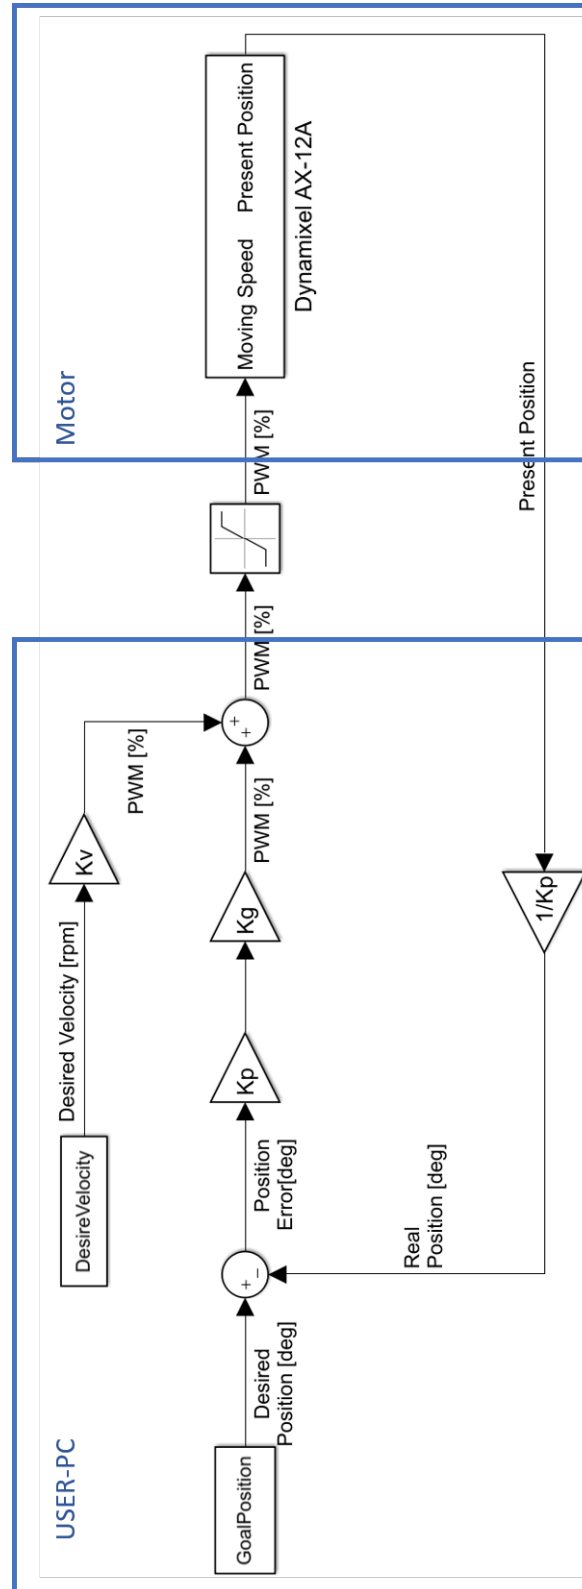 USER-PC
Motor
DesireVelocity
Desired Velocity [rpm]
Kv
PWM [%]
GoalPosition
Desired
Position [deg]
+
−
Position
Error[deg]
Kp
Kg
PWM [%]
+
+
PWM [%]
PWM [%]
Moving Speed Present Position
Dynamixel AX-12A
Real
Position [deg]
1/Kp
Present Position